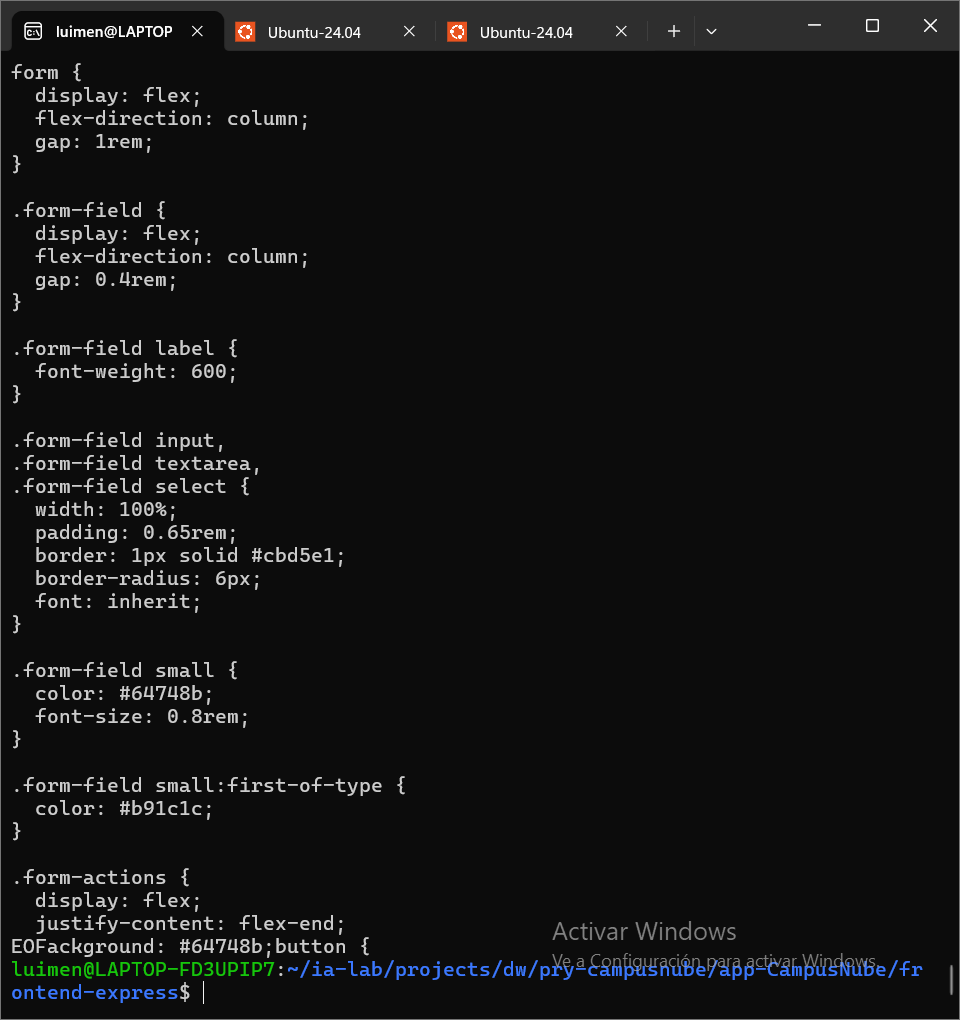 luimen@LAPTOP
Ubuntu-24.04
Ubuntu-24.04
form {
  display: flex;
  flex-direction: column;
  gap: 1rem;
}

.form-field {
  display: flex;
  flex-direction: column;
  gap: 0.4rem;
}

.form-field label {
  font-weight: 600;
}

.form-field input,
.form-field textarea,
.form-field select {
  width: 100%;
  padding: 0.65rem;
  border: 1px solid #cbd5e1;
  border-radius: 6px;
  font: inherit;
}

.form-field small {
  color: #64748b;
  font-size: 0.8rem;
}

.form-field small:first-of-type {
  color: #b91c1c;
}

.form-actions {
  display: flex;
  justify-content: flex-end;
EOFackground: #64748b;button {
luimen@LAPTOP-FD3UPIP7:~/ia-lab/projects/dw/pry-campusnube/app-CampusNube/fr
ontend-express$
Activar Windows
Ve a Configuración para activar Windows.